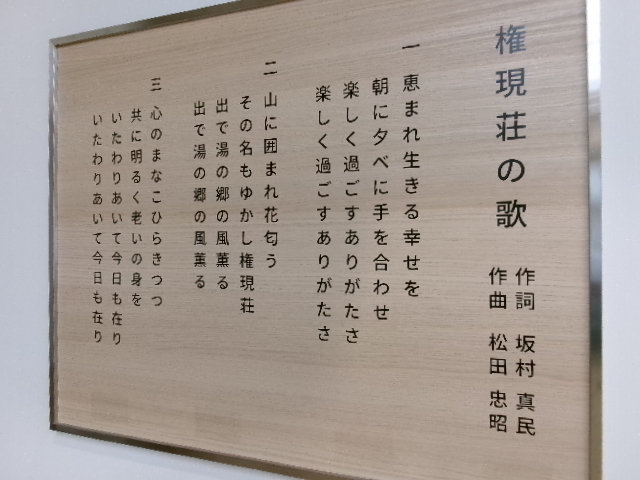 権現荘の歌
作詞 坂村 真民
作曲 松田 忠昭
一 恵まれ生きる幸せを
朝に夕べに手を合わせ
楽しく過ごすありがたさ
楽しく過ごすありがたさ
二 山に囲まれ花匂う
その名もゆかし権現荘
出で湯の郷の風薫る
出で湯の郷の風薫る
三 心のまなこひらきつつ
共に明るく老いの身を
いたわりあいて今日も在り
いたわりあいて今日も在り